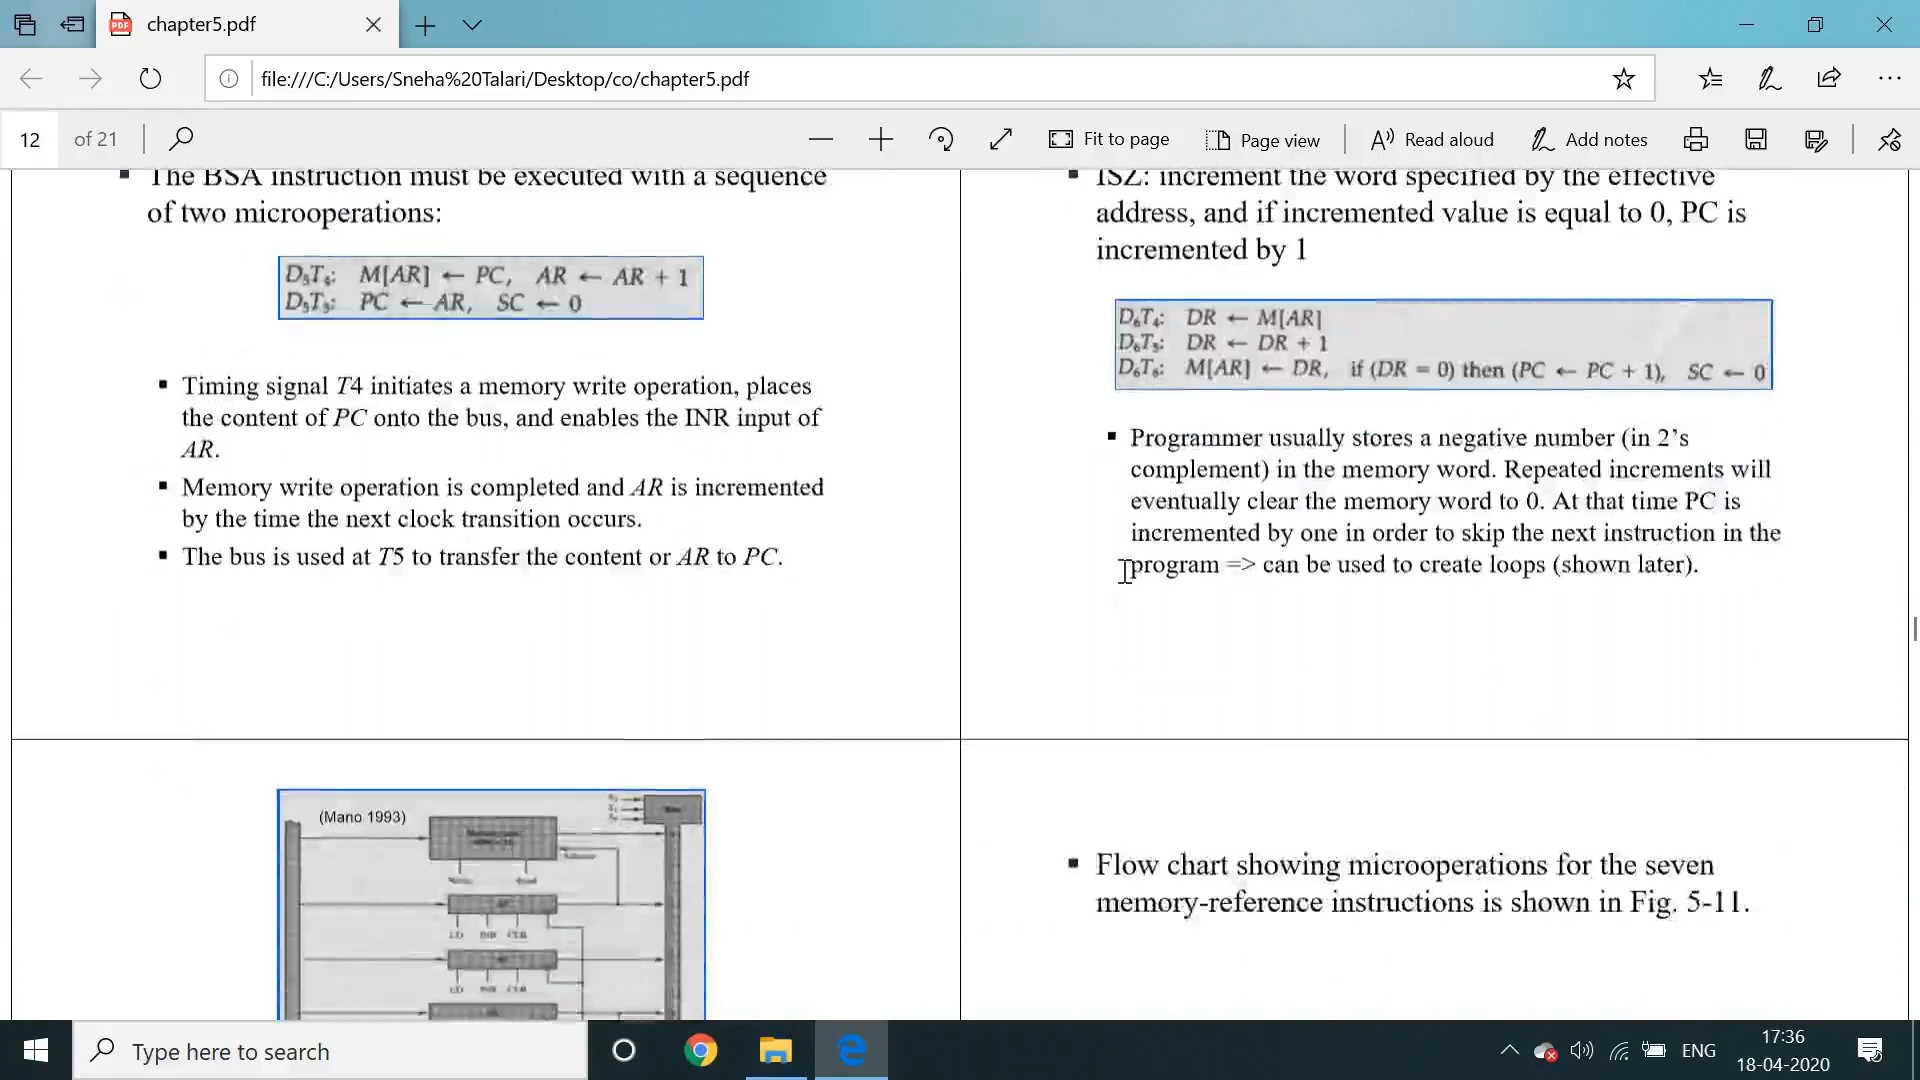 chapter5.pdf
file:///C:/Users/Sneha%20Talari/Desktop/co/chapter5.pdf
12 of 21
Fit to page
Page view
Read aloud
Add notes
▪ The BSA instruction must be executed with a sequence
of two microoperations:
D₅T₄: M[AR] ← PC, AR ← AR + 1
D₅T₅: PC ← AR, SC ← 0
▪ Timing signal T4 initiates a memory write operation, places
the content of PC onto the bus, and enables the INR input of
AR.
▪ Memory write operation is completed and AR is incremented
by the time the next clock transition occurs.
▪ The bus is used at T5 to transfer the content or AR to PC.
▪ ISZ: increment the word specified by the effective
address, and if incremented value is equal to 0, PC is
incremented by 1
D₆T₄: DR ← M[AR]
D₆T₅: DR ← DR + 1
D₆T₆: M[AR] ← DR, if (DR = 0) then (PC ← PC + 1), SC ← 0
▪ Programmer usually stores a negative number (in 2’s
complement) in the memory word. Repeated increments will
eventually clear the memory word to 0. At that time PC is
incremented by one in order to skip the next instruction in the
program => can be used to create loops (shown later).
(Mano 1993)
▪ Flow chart showing microoperations for the seven
memory-reference instructions is shown in Fig. 5-11.
Type here to search
ENG
17:36
18-04-2020